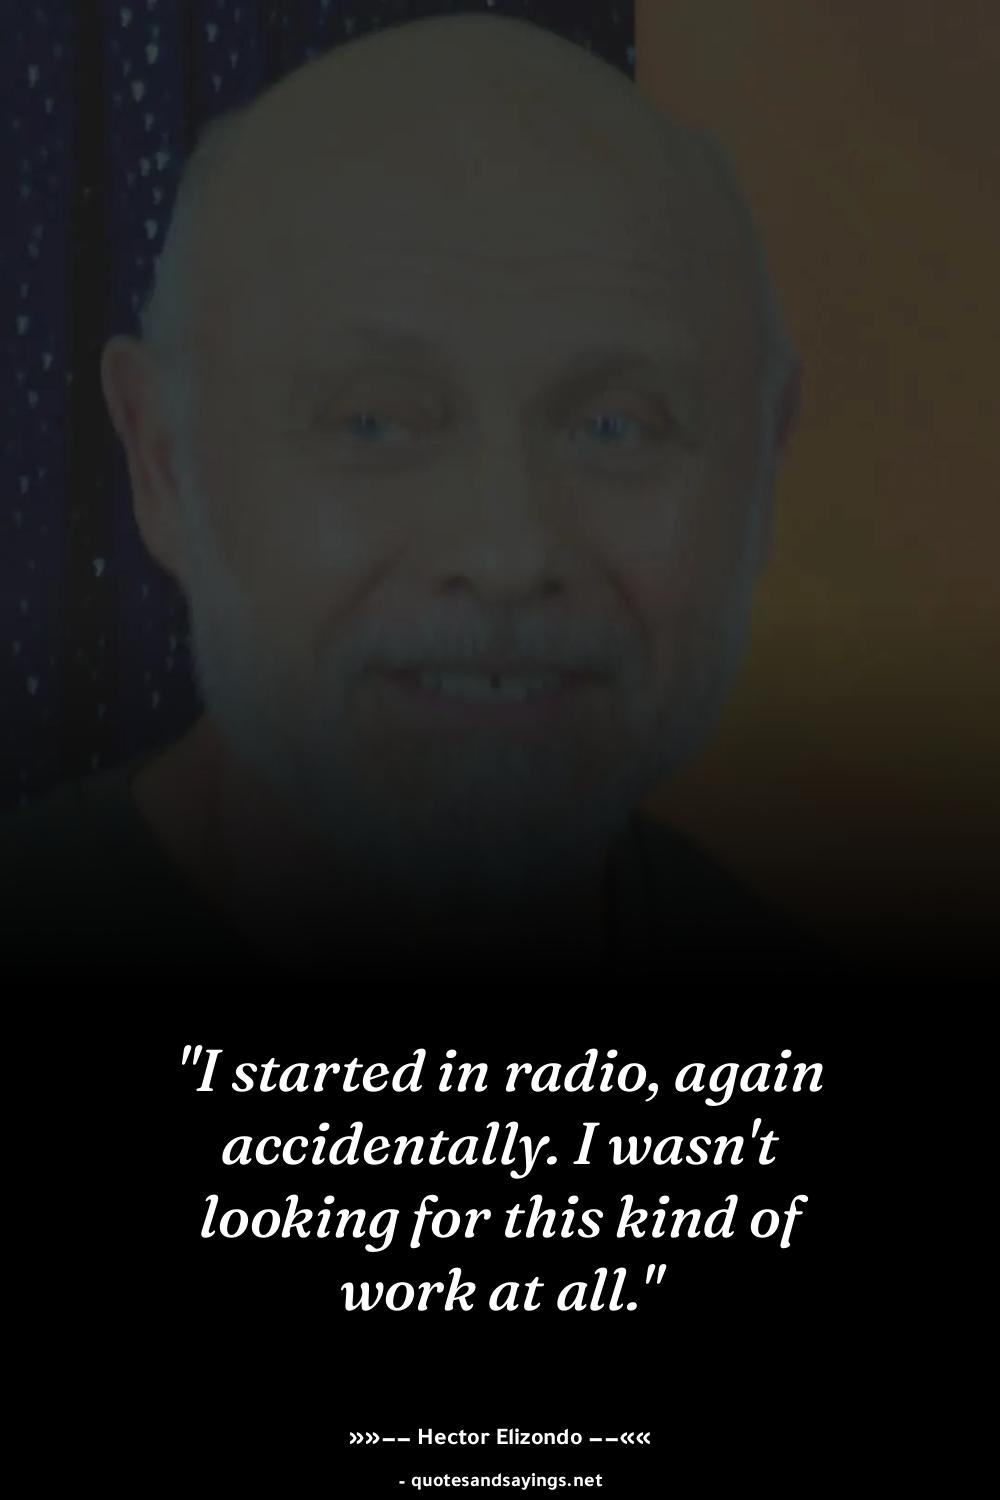 "I started in radio, again
accidentally. I wasn't
looking for this kind of
work at all."
»»–– Hector Elizondo ––««
- quotesandsayings.net